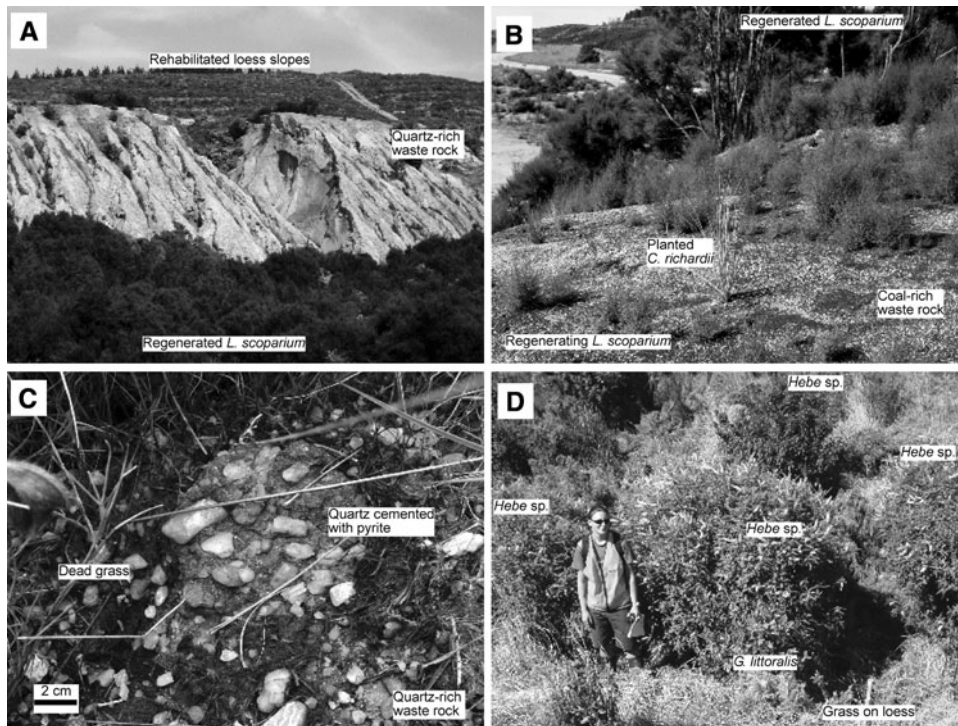 A
Rehabilitated loess slopes
Quartz-rich
waste rock
Regenerated L. scoparium
B
Regenerated L. scoparium
Planted
C. richardii
Coal-rich
waste rock
Regenerating L. scoparium
C
Quartz cemented
with pyrite
Dead grass
2 cm
Quartz-rich
waste rock
D
Hebe sp.
Hebe sp.
Hebe sp.
Hebe sp.
G. littoralis
Grass on loess